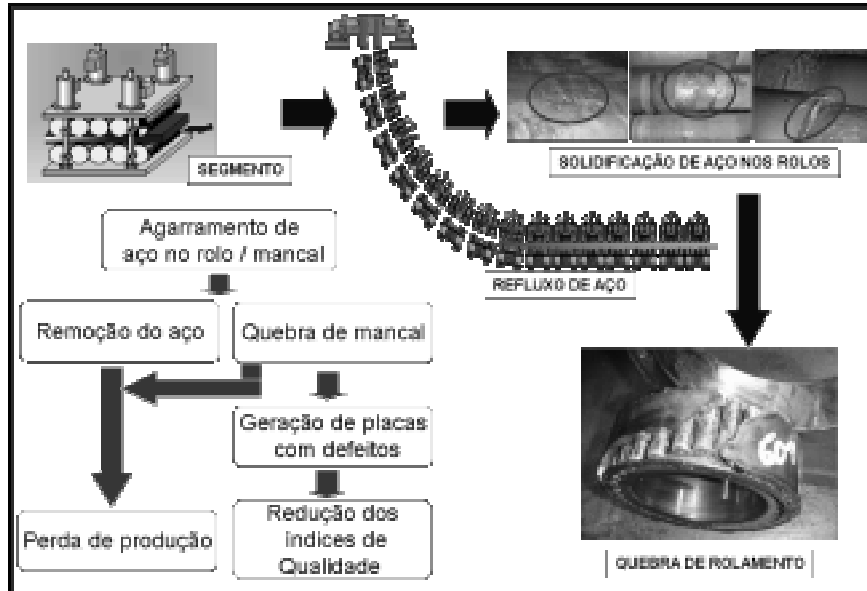 SEGMENTO
SOLIDIFICAÇÃO DE AÇO NOS ROLOS
REFLUXO DE AÇO
Agarramento de
aço no rolo / mancal
Remoção do aço
Quebra de mancal
Geração de placas
com defeitos
Perda de produção
Redução dos
índices de
Qualidade
QUEBRA DE ROLAMENTO